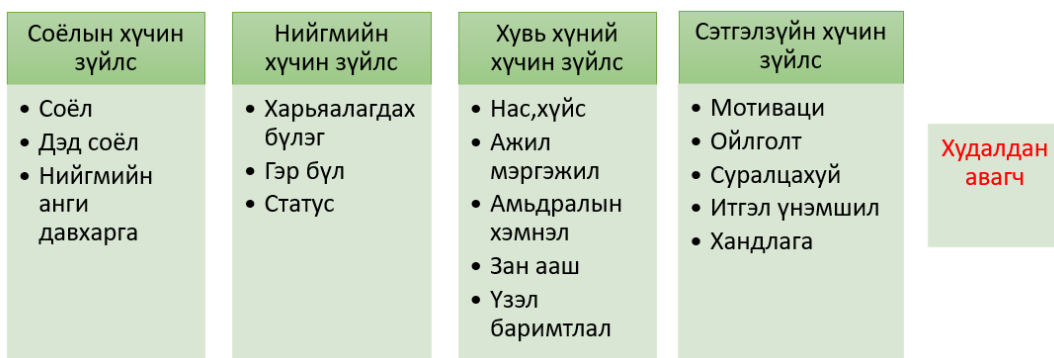 Соёлын хүчин
зүйлс
• Соёл
• Дэд соёл
• Нийгмийн
анги
давхарга
Нийгмийн
хүчин зүйлс
• Харьяалагдах
бүлэг
• Гэр бүл
• Статус
Хувь хүний
хүчин зүйлс
• Нас,хүйс
• Ажил
мэргэжил
• Амьдралын
хэмнэл
• Зан ааш
• Үзэл
баримтлал
Сэтгэлзүйн хүчин
зүйлс
• Мотиваци
• Ойлголт
• Суралцахуй
• Итгэл үнэмшил
• Хандлага
Худалдан
авагч